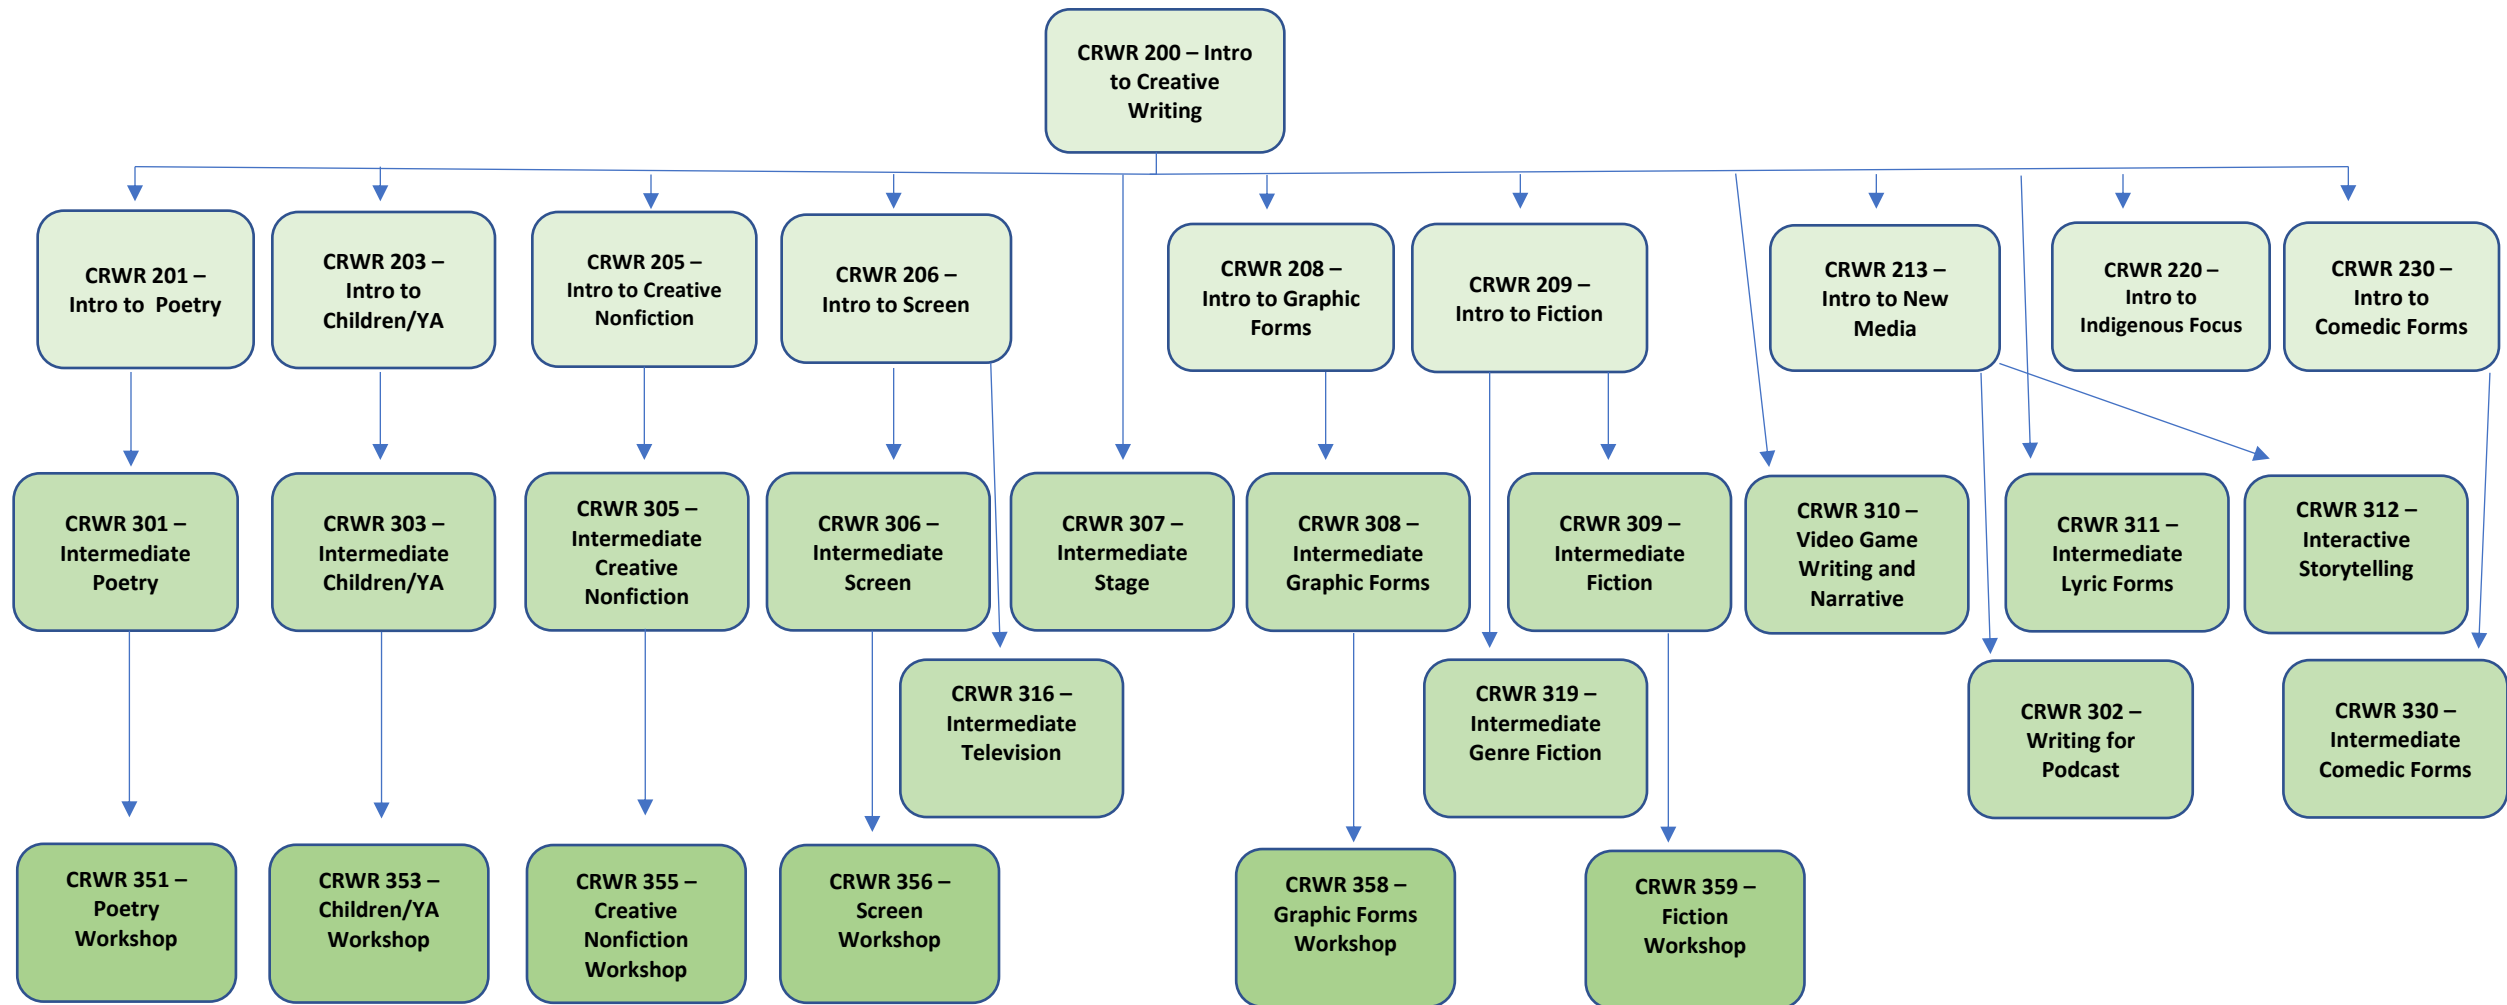 CRWR 200 – Intro
to Creative
Writing
CRWR 201 –
Intro to  Poetry
CRWR 203 –
Intro to
Children/YA
CRWR 205 –
Intro to Creative
Nonfiction
CRWR 206 –
Intro to Screen
CRWR 208 –
Intro to Graphic
Forms
CRWR 209 –
Intro to Fiction
CRWR 213 –
Intro to New
Media
CRWR 220 –
Intro to
Indigenous Focus
CRWR 230 –
Intro to
Comedic Forms
CRWR 301 –
Intermediate
Poetry
CRWR 303 –
Intermediate
Children/YA
CRWR 305 –
Intermediate
Creative
Nonfiction
CRWR 306 –
Intermediate
Screen
CRWR 307 –
Intermediate
Stage
CRWR 308 –
Intermediate
Graphic Forms
CRWR 309 –
Intermediate
Fiction
CRWR 310 –
Video Game
Writing and
Narrative
CRWR 311 –
Intermediate
Lyric Forms
CRWR 312 –
Interactive
Storytelling
CRWR 316 –
Intermediate
Television
CRWR 319 –
Intermediate
Genre Fiction
CRWR 302 –
Writing for
Podcast
CRWR 330 –
Intermediate
Comedic Forms
CRWR 351 –
Poetry
Workshop
CRWR 353 –
Children/YA
Workshop
CRWR 355 –
Creative
Nonfiction
Workshop
CRWR 356 –
Screen
Workshop
CRWR 358 –
Graphic Forms
Workshop
CRWR 359 –
Fiction
Workshop